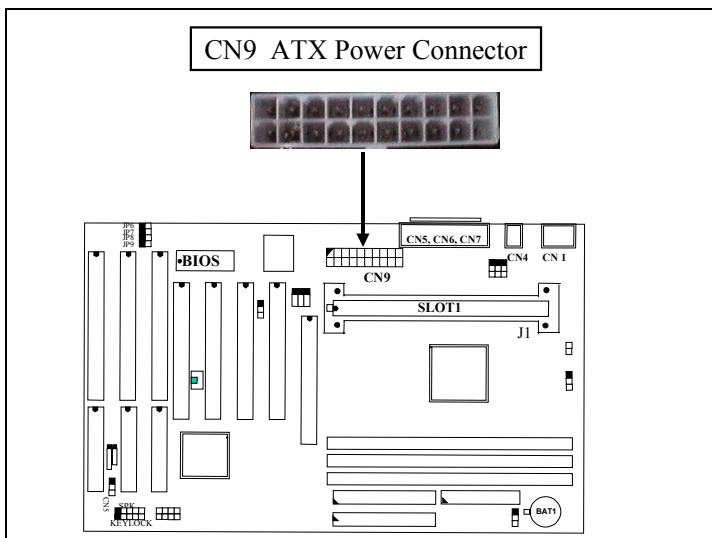 CN9 ATX Power Connector
JP6
JP7
JP8
JP9
BIOS
CN5, CN6, CN7
CN4
CN 1
CN9
SLOT1
J1
CN5
SPK
KEYLOCK
BAT1